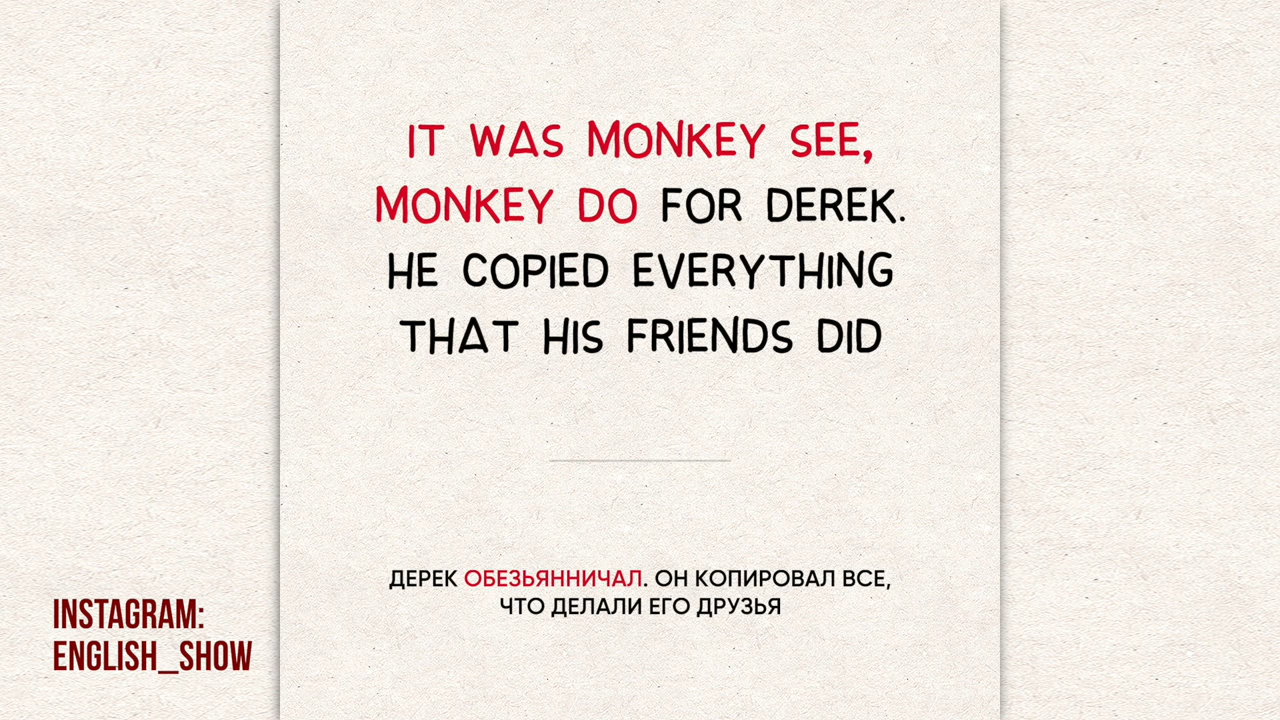 IT WAS MONKEY SEE,
MONKEY DO FOR DEREK.
HE COPIED EVERYTHING
THAT HIS FRIENDS DID
ДЕРЕК ОБЕЗЬЯННИЧАЛ. ОН КОПИРОВАЛ ВСЕ,
ЧТО ДЕЛАЛИ ЕГО ДРУЗЬЯ
INSTAGRAM:
ENGLISH_SHOW